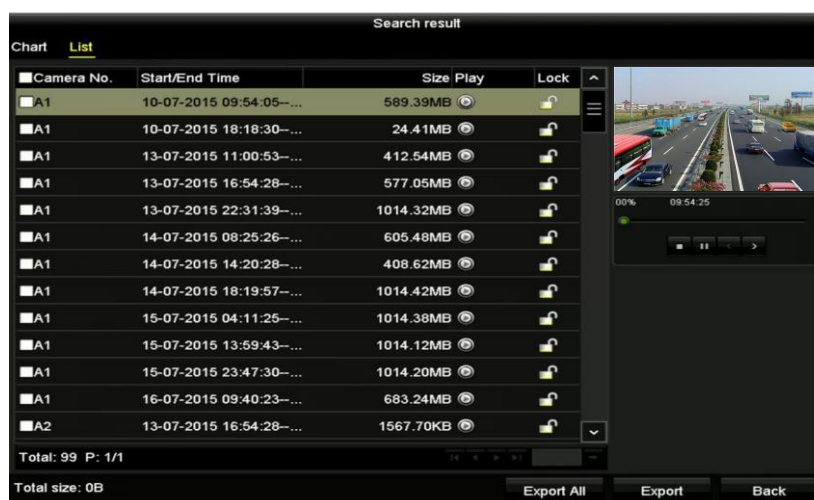 Search result
Chart List
Camera No. Start/End Time Size Play Lock
A1 10-07-2015 09:54:05--... 589.39MB
A1 10-07-2015 18:18:30--... 24.41MB
A1 13-07-2015 11:00:53--... 412.54MB
A1 13-07-2015 16:54:28--... 577.05MB
A1 13-07-2015 22:31:39--... 1014.32MB
A1 14-07-2015 08:25:26--... 605.48MB
A1 14-07-2015 14:20:28--... 408.62MB
A1 14-07-2015 18:19:57--... 1014.42MB
A1 15-07-2015 04:11:25--... 1014.38MB
A1 15-07-2015 13:59:43--... 1014.12MB
A1 15-07-2015 23:47:30--... 1014.20MB
A1 16-07-2015 09:40:23--... 683.24MB
A2 13-07-2015 16:54:28--... 1567.70KB
00% 09:54:25
Total: 99 P: 1/1
Total size: 0B
Export All Export Back